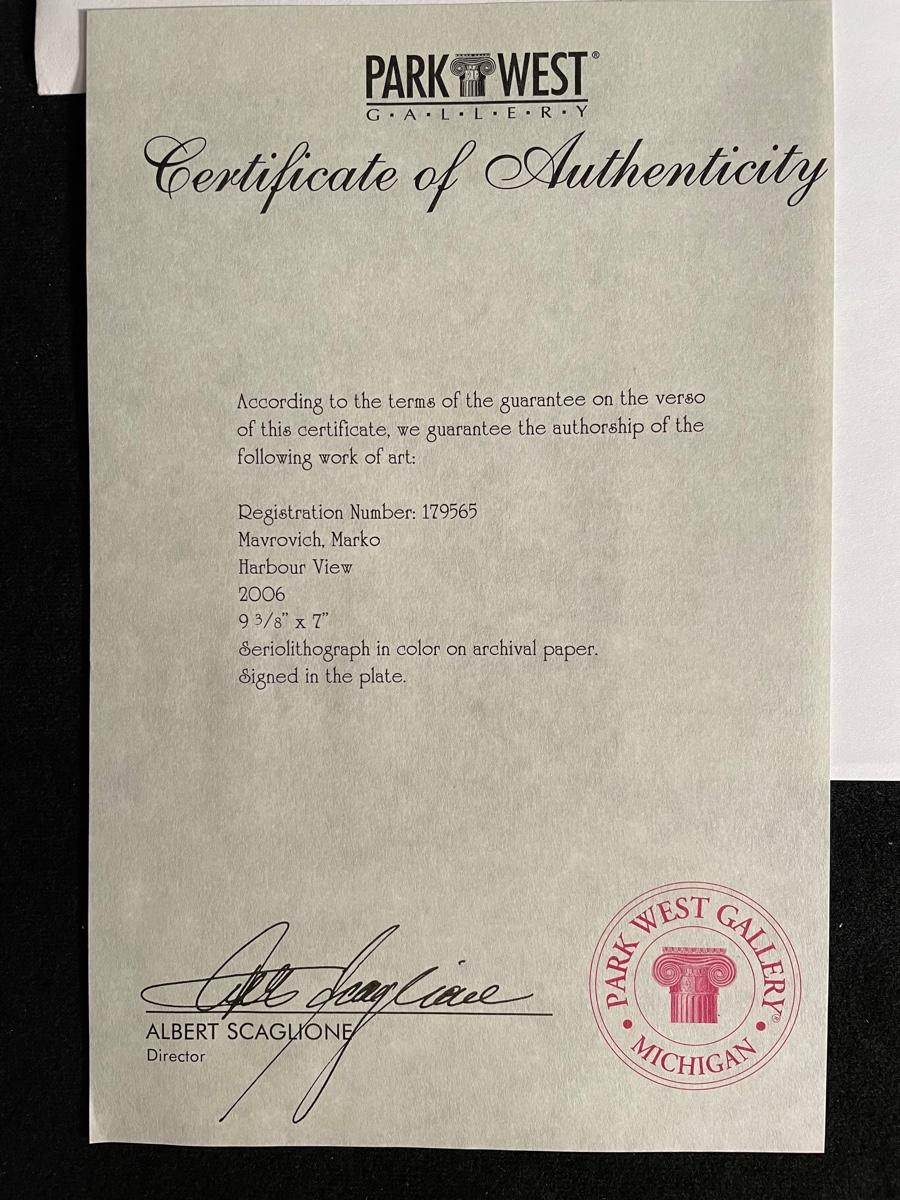 PARK WEST®
G·A·L·L·E·R·Y
Certificate of Authenticity
According to the terms of the guarantee on the verso
of this certificate, we guarantee the authorship of the
following work of art:
Registration Number: 179565
Mavrovich, Marko
Harbour View
2006
9 3/8” x 7”
Seriolithograph in color on archival paper.
Signed in the plate.
Albert Scaglione
ALBERT SCAGLIONE
Director
PARK WEST GALLERY®
• MICHIGAN •